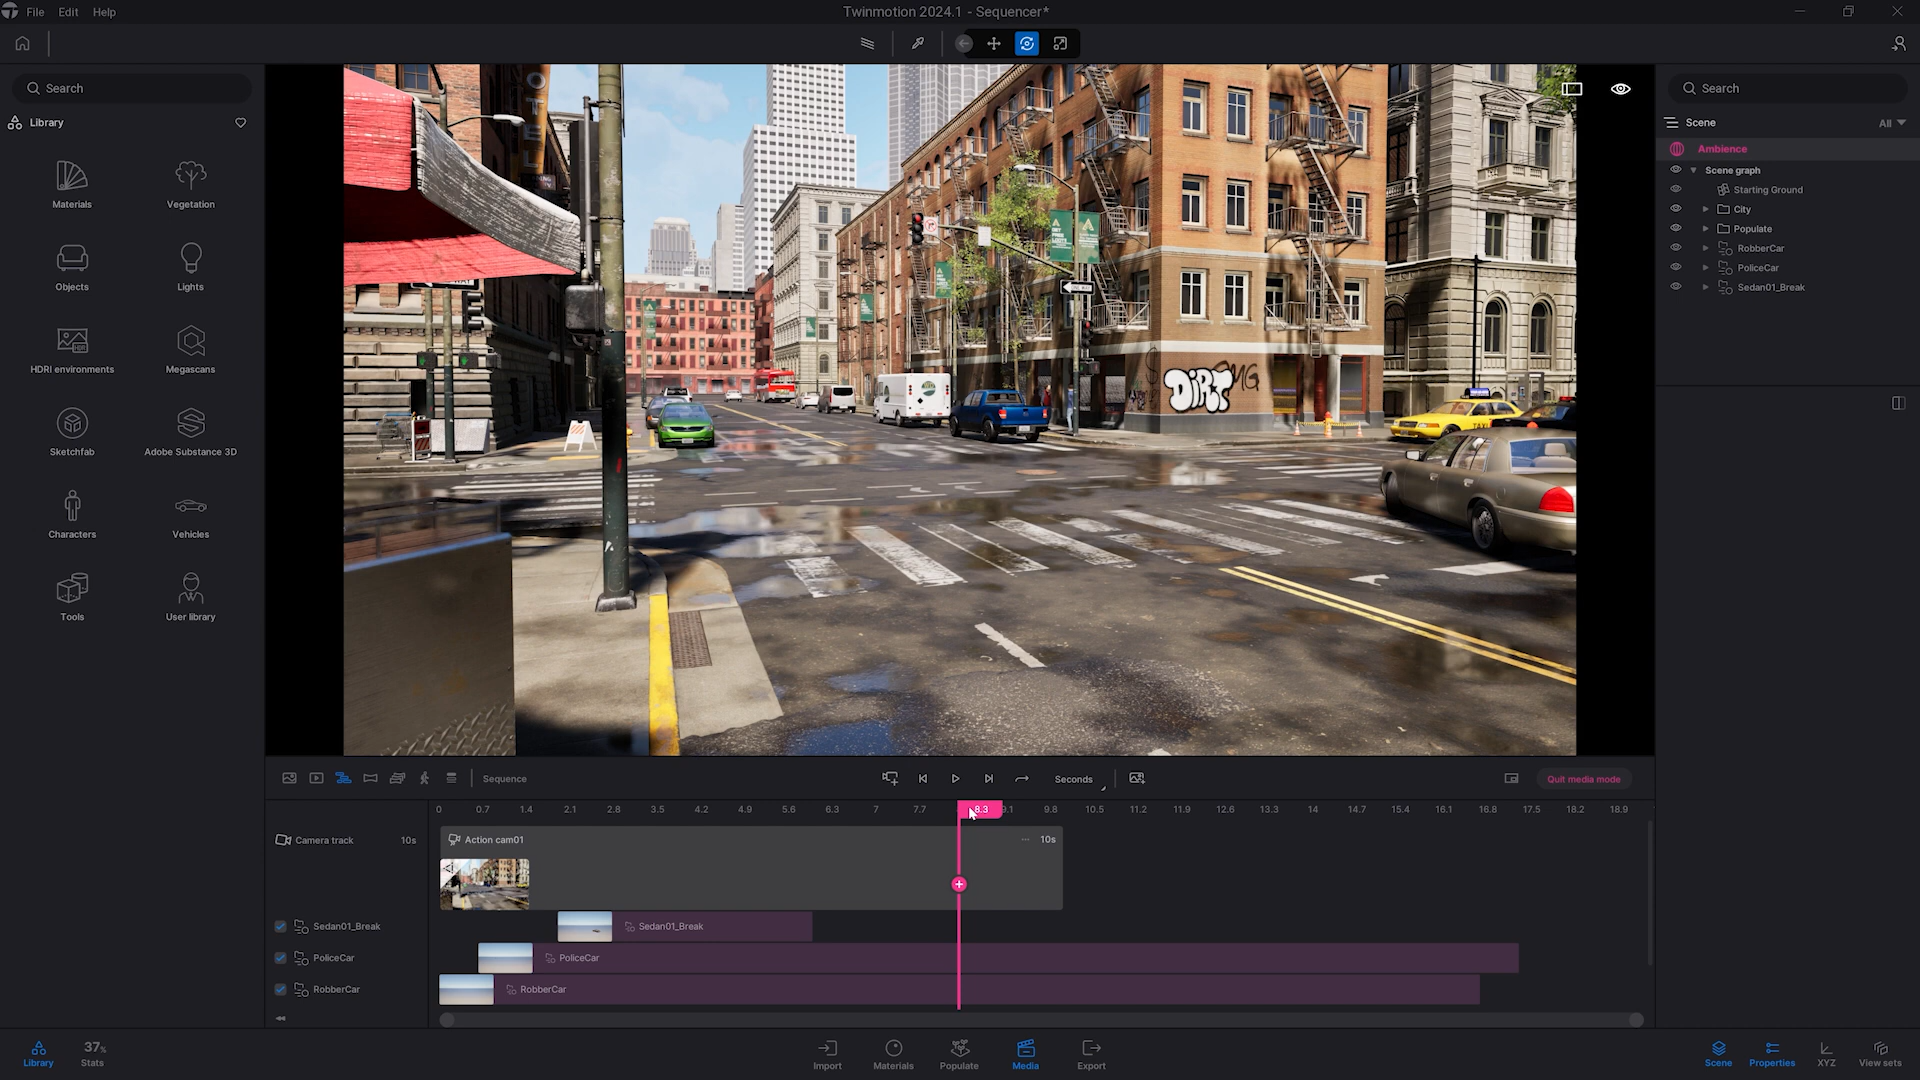 File Edit Help
Twinmotion 2024.1 - Sequencer*
Search
Library
Materials
Vegetation
Objects
Lights
HDRI environments
Megascans
Sketchfab
Adobe Substance 3D
Characters
Vehicles
Tools
User library
DiRT
Search
Scene
All
Ambience
Scene graph
Starting Ground
City
Populate
RobberCar
PoliceCar
Sedan01_Break
Sequence
Seconds
Quit media mode
0 0.7 1.4 2.1 2.8 3.5 4.2 4.9 5.6 6.3 7 7.7 8.3 9.1 9.8 10.5 11.2 11.9 12.6 13.3 14 14.7 15.4 16.1 16.8 17.5 18.2 18.9
Camera track 10s
Action cam01 ... 10s
Sedan01_Break Sedan01_Break
PoliceCar PoliceCar
RobberCar RobberCar
Library
37%
Stats
Import
Materials
Populate
Media
Export
Scene
Properties
XYZ
View sets